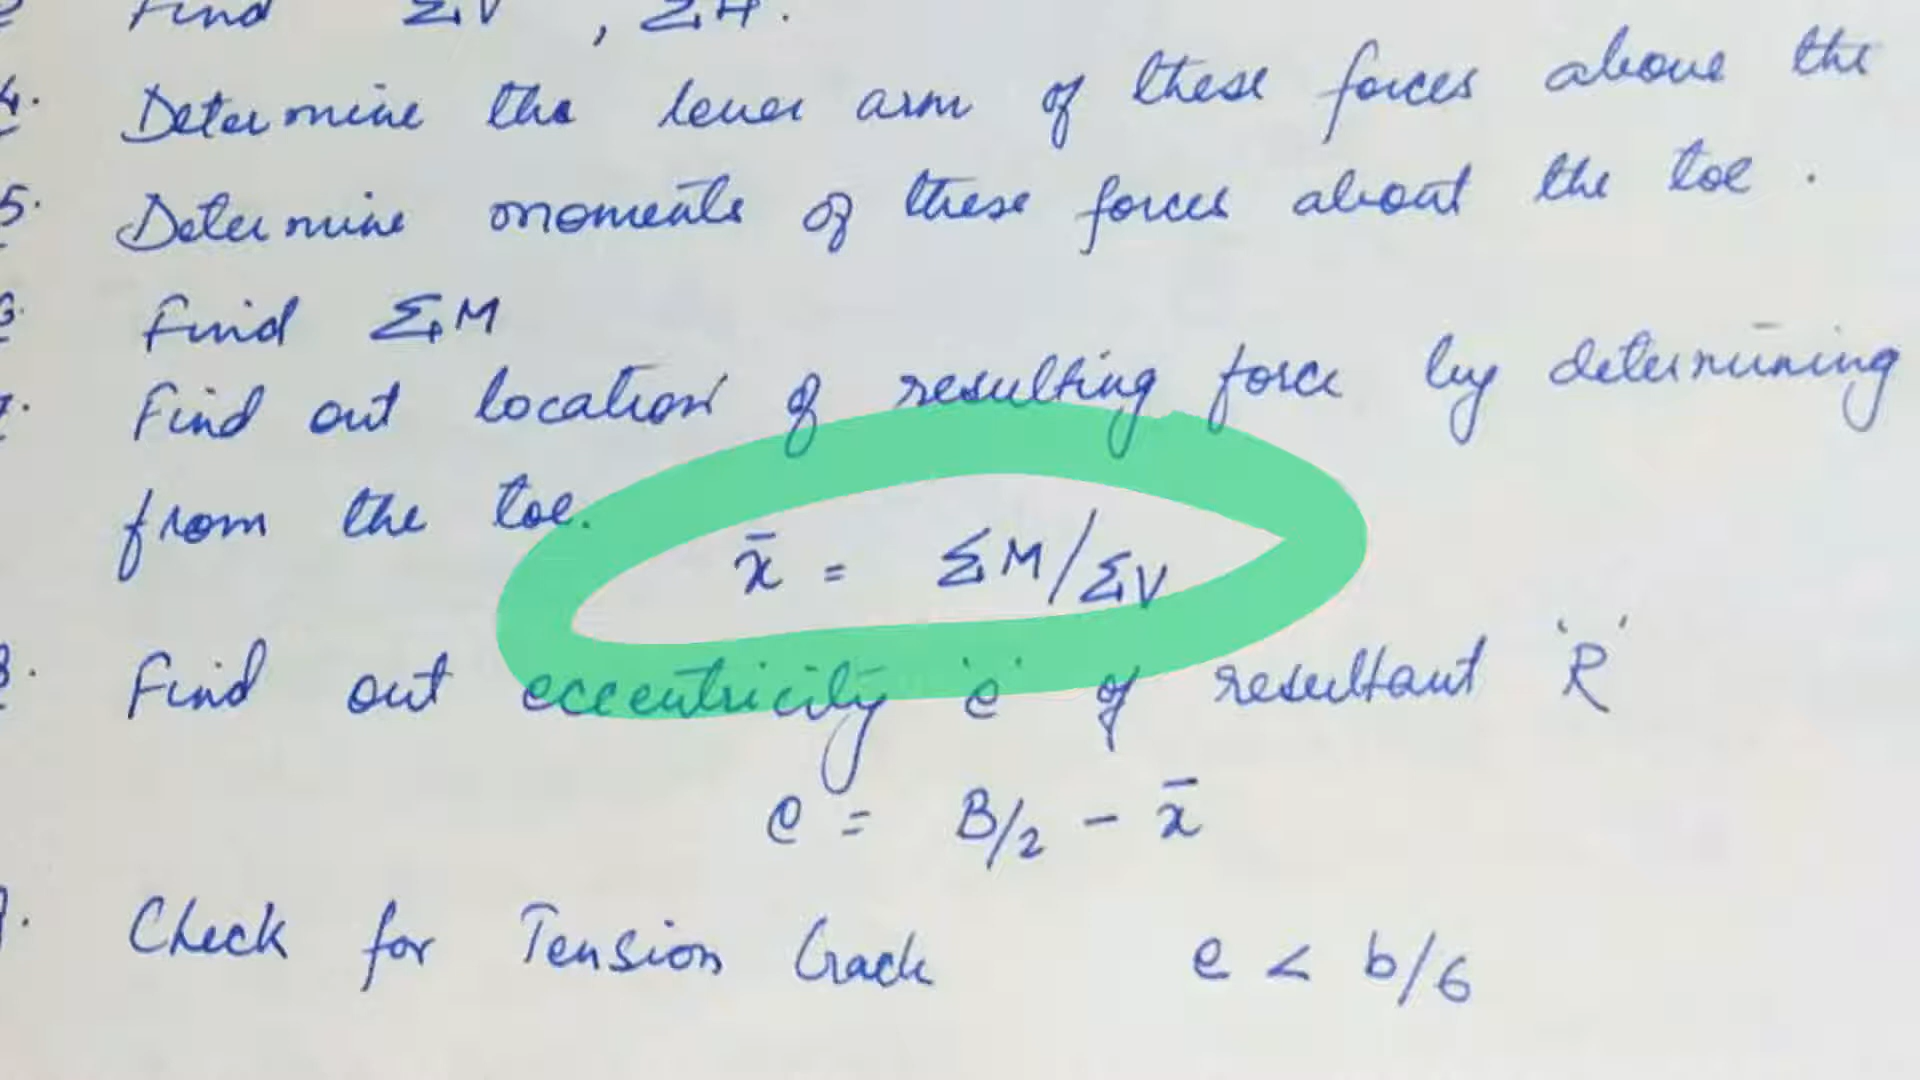 Find ΣV , ΣH.
4. Determine the lever arm of these forces above the
5. Determine moments of these forces about the toe.
6. Find ΣM
7. Find out location of resulting force by determining
from the toe.
x̄ = ΣM/ΣV
8. Find out eccentricity 'e' of resultant 'R'
e = B/2 - x̄
9. Check for Tension Crack e < b/6